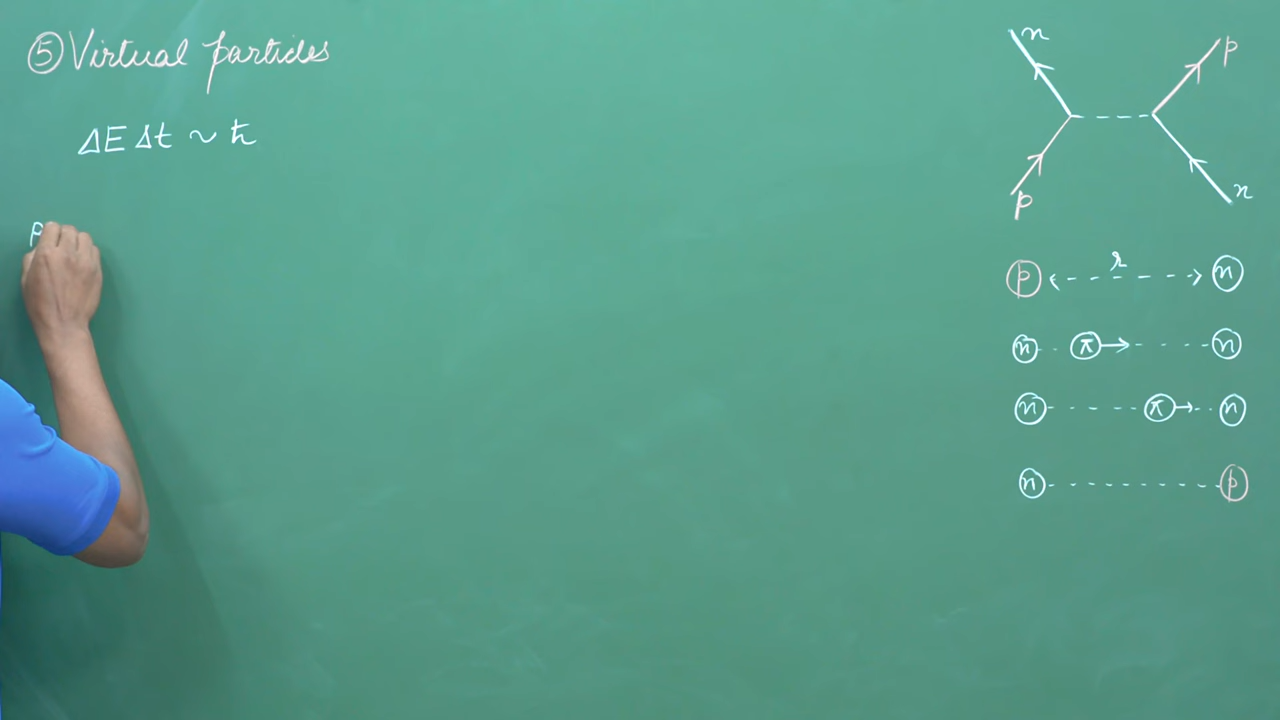 ⑤ Virtual particles
ΔE Δt ~ ħ
p
n p
p n
p r n
n π n
n π n
n p